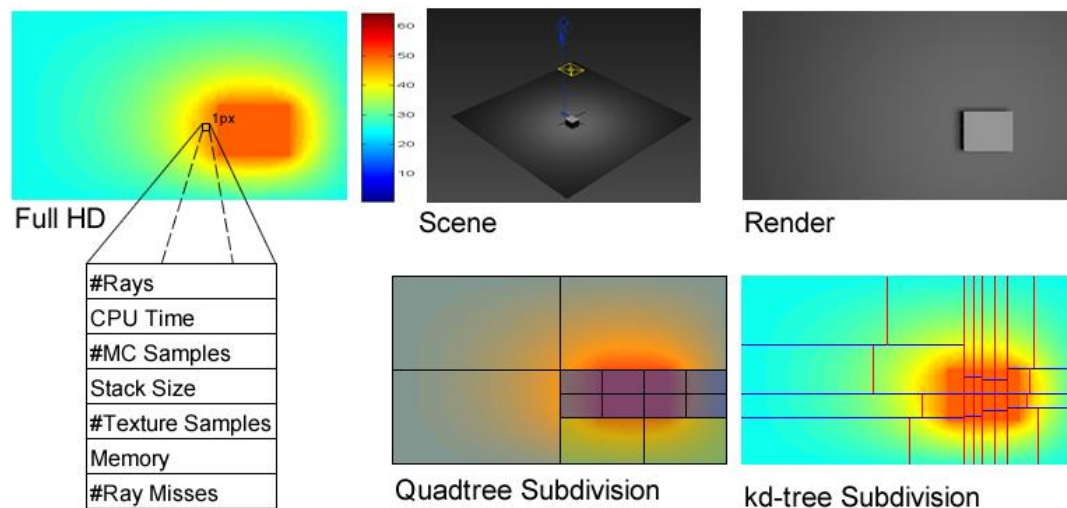 1px
60
50
40
30
20
10
Full HD
Scene
Render
#Rays
CPU Time
#MC Samples
Stack Size
#Texture Samples
Memory
#Ray Misses
Quadtree Subdivision
kd-tree Subdivision